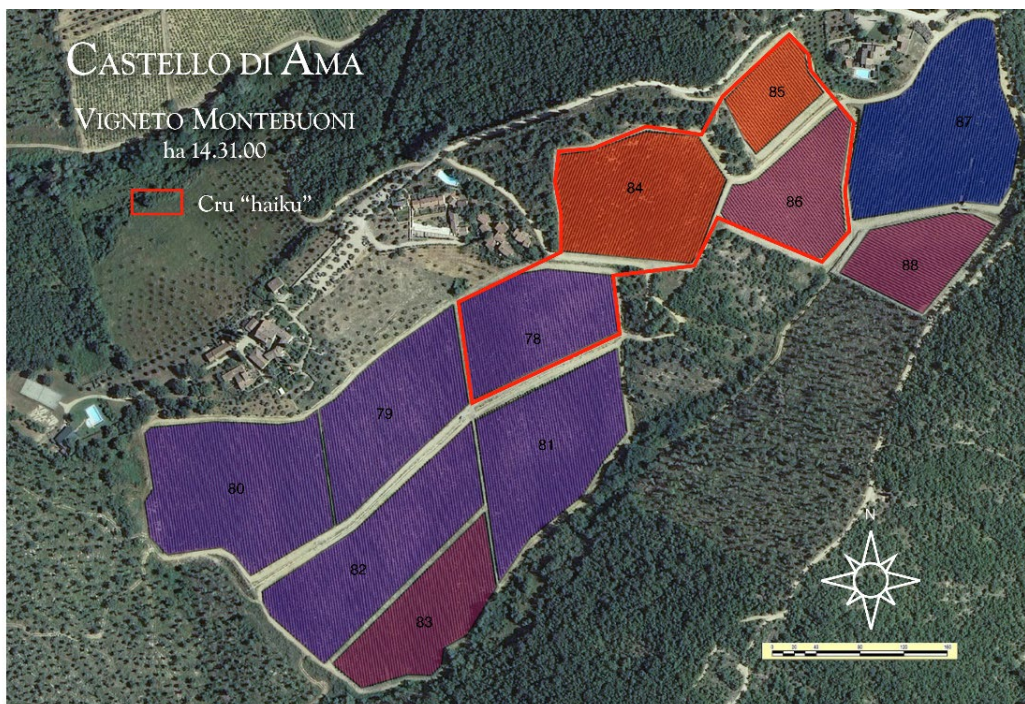 CASTELLO DI AMA
VIGNETO MONTEBUONI
ha 14.31.00
Cru “haiku”
85
87
84
86
88
78
79
81
80
82
83
N